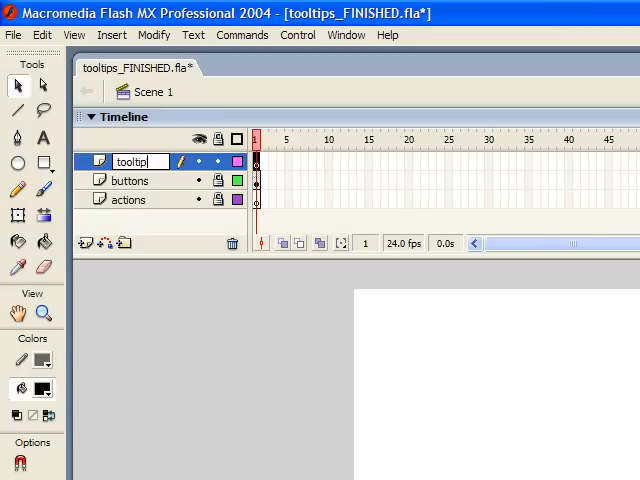 Macromedia Flash MX Professional 2004 - [tooltips_FINISHED.fla*]
File Edit View Insert Modify Text Commands Control Window Help
Tools
tooltips_FINISHED.fla*
Scene 1
Timeline
1 5 10 15 20 25 30 35 40 45
tooltip
buttons
actions
1 24.0 fps 0.0s
View
Colors
Options